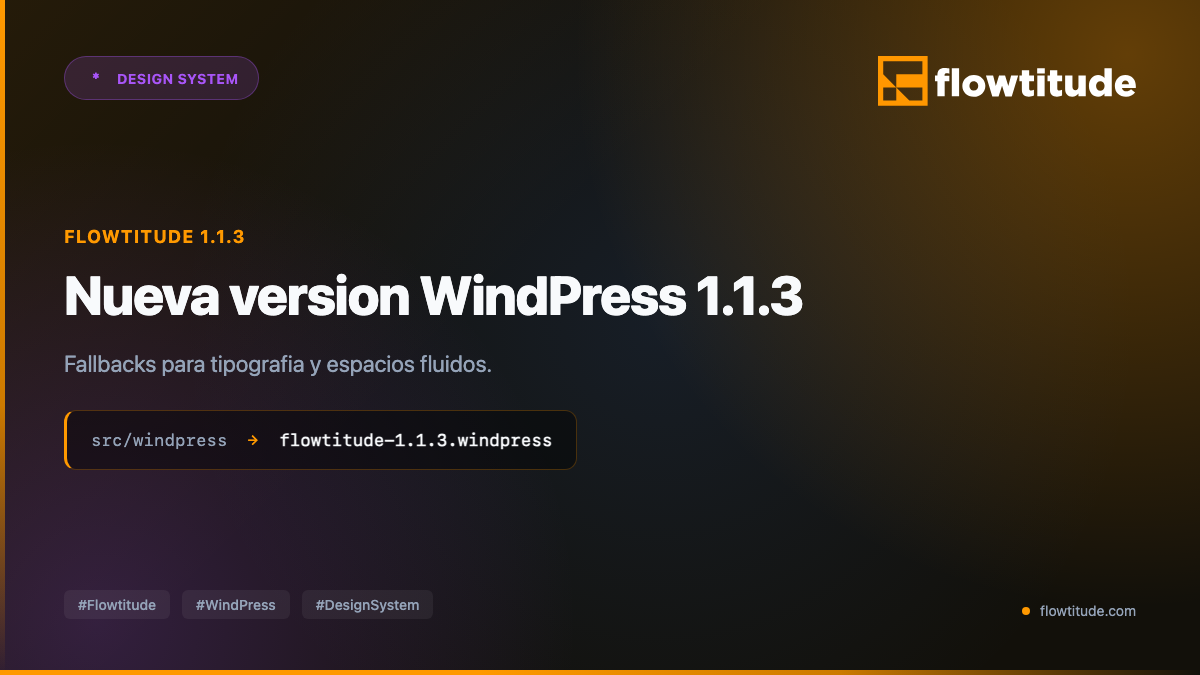 * DESIGN SYSTEM
flowtitude
FLOWTITUDE 1.1.3
Nueva version WindPress 1.1.3
Fallbacks para tipografia y espacios fluidos.
src/windpress → flowtitude-1.1.3.windpress
#Flowtitude #WindPress #DesignSystem
flowtitude.com